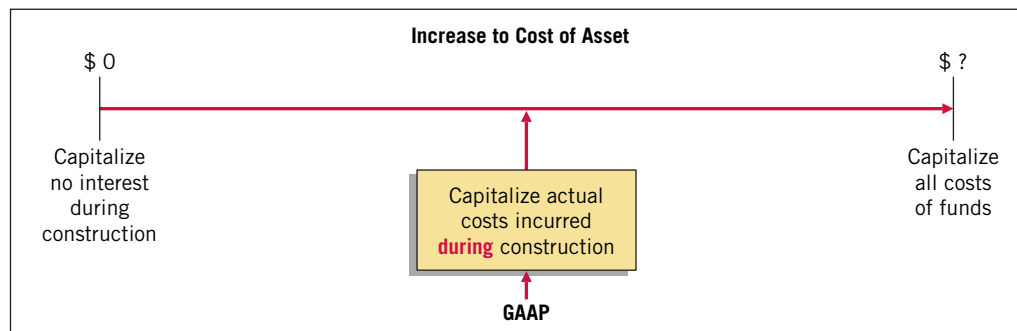 Increase to Cost of Asset
$ 0
$ ?
Capitalize
no interest
during
construction
Capitalize actual
costs incurred
during construction
Capitalize
all costs
of funds
GAAP